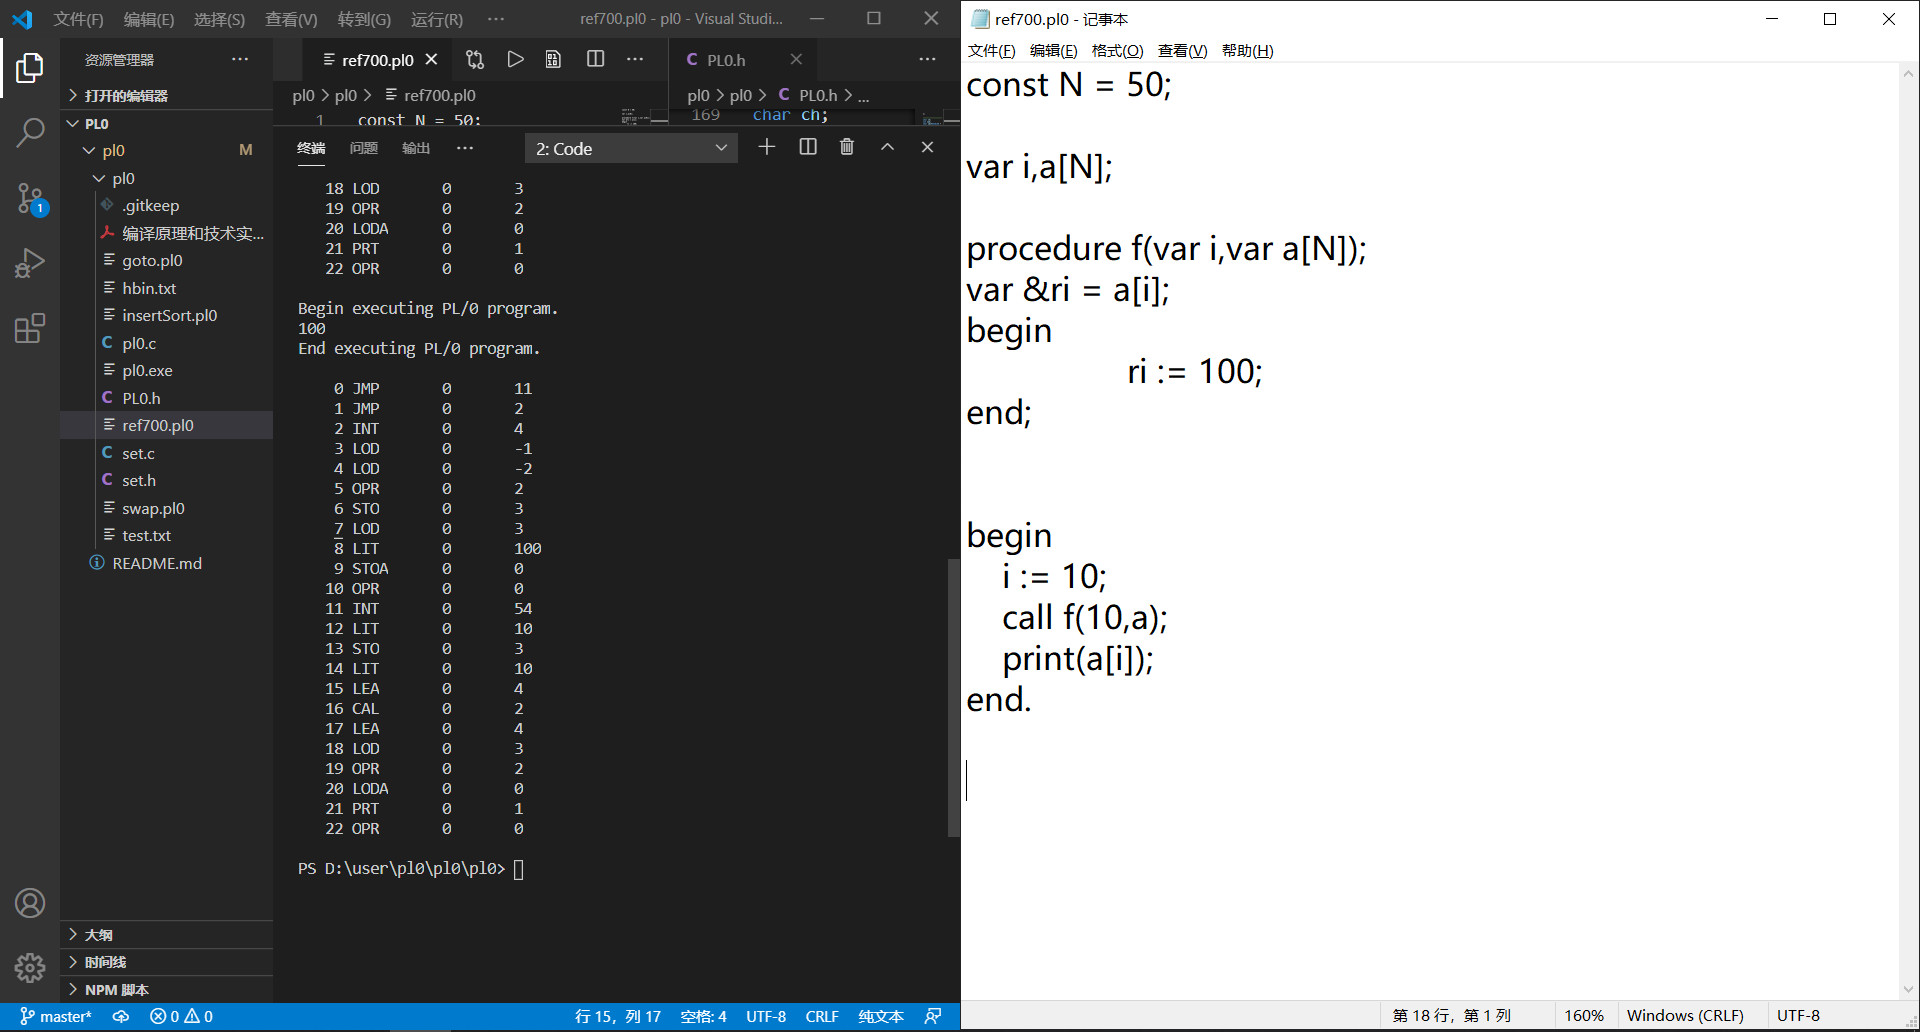 文件(F) 编辑(E) 选择(S) 查看(V) 转到(G) 运行(R) ··· ref700.pl0 - pl0 - Visual Studi...
资源管理器 ···
打开的编辑器
PL0
pl0 M
pl0
.gitkeep
编译原理和技术实...
goto.pl0
hbin.txt
insertSort.pl0
pl0.c
pl0.exe
PL0.h
ref700.pl0
set.c
set.h
swap.pl0
test.txt
README.md
大纲
时间线
NPM 脚本
1
ref700.pl0
pl0 > pl0 > ref700.pl0
1 const N = 50;
PL0.h
pl0 > pl0 > C PL0.h > ...
169 char ch;
终端 问题 输出 ··· 2: Code
18 LOD 0 3
19 OPR 0 2
20 LODA 0 0
21 PRT 0 1
22 OPR 0 0
Begin executing PL/0 program.
100
End executing PL/0 program.
0 JMP 0 11
1 JMP 0 2
2 INT 0 4
3 LOD 0 -1
4 LOD 0 -2
5 OPR 0 2
6 STO 0 3
7 LOD 0 3
8 LIT 0 100
9 STOA 0 0
10 OPR 0 0
11 INT 0 54
12 LIT 0 10
13 STO 0 3
14 LIT 0 10
15 LEA 0 4
16 CAL 0 2
17 LEA 0 4
18 LOD 0 3
19 OPR 0 2
20 LODA 0 0
21 PRT 0 1
22 OPR 0 0
PS D:\user\pl0\pl0\pl0>
master* 0 0 行 15，列 17 空格: 4 UTF-8 CRLF 纯文本
ref700.pl0 - 记事本
文件(F) 编辑(E) 格式(O) 查看(V) 帮助(H)
const N = 50;
var i,a[N];
procedure f(var i,var a[N]);
var &ri = a[i];
begin
ri := 100;
end;
begin
i := 10;
call f(10,a);
print(a[i]);
end.
第 18 行，第 1 列 160% Windows (CRLF) UTF-8